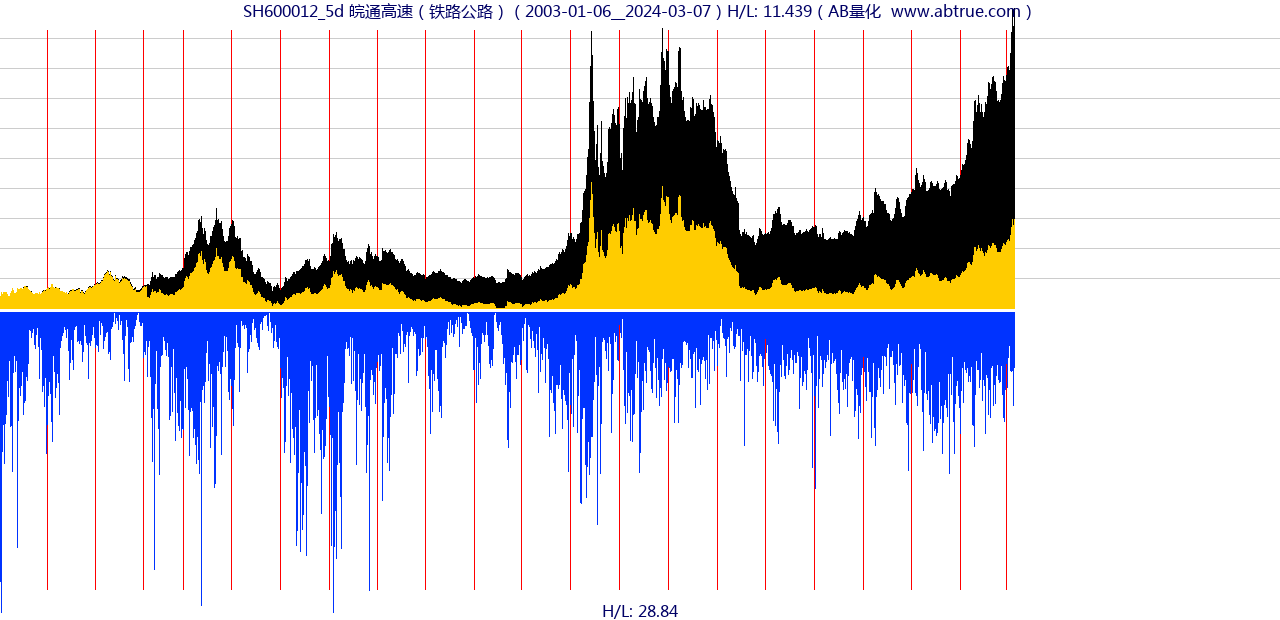 SH600012_5d 皖通高速 ( 铁路公路 ) ( 2003-01-06__2024-03-07 ) H/L: 11.439 ( AB量化  www.abtrue.com )
H/L: 28.84